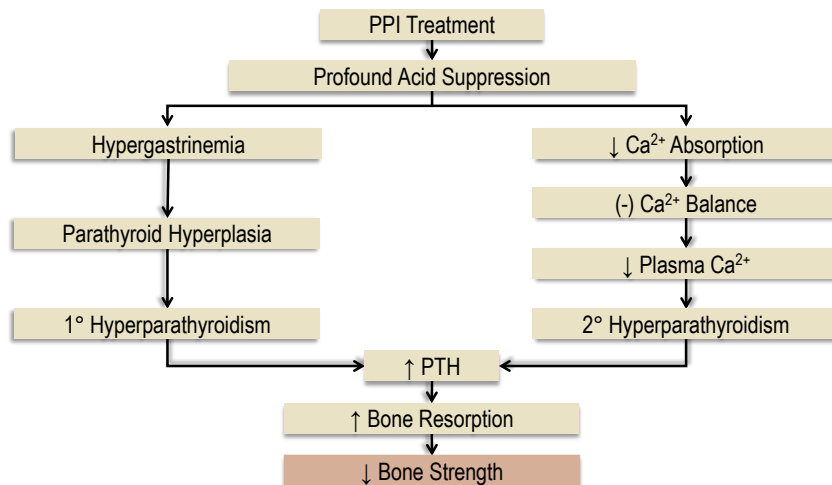 PPI Treatment
Profound Acid Suppression
Hypergastrinemia
Parathyroid Hyperplasia
1° Hyperparathyroidism
↓ Ca²⁺ Absorption
(-) Ca²⁺ Balance
↓ Plasma Ca²⁺
2° Hyperparathyroidism
↑ PTH
↑ Bone Resorption
↓ Bone Strength